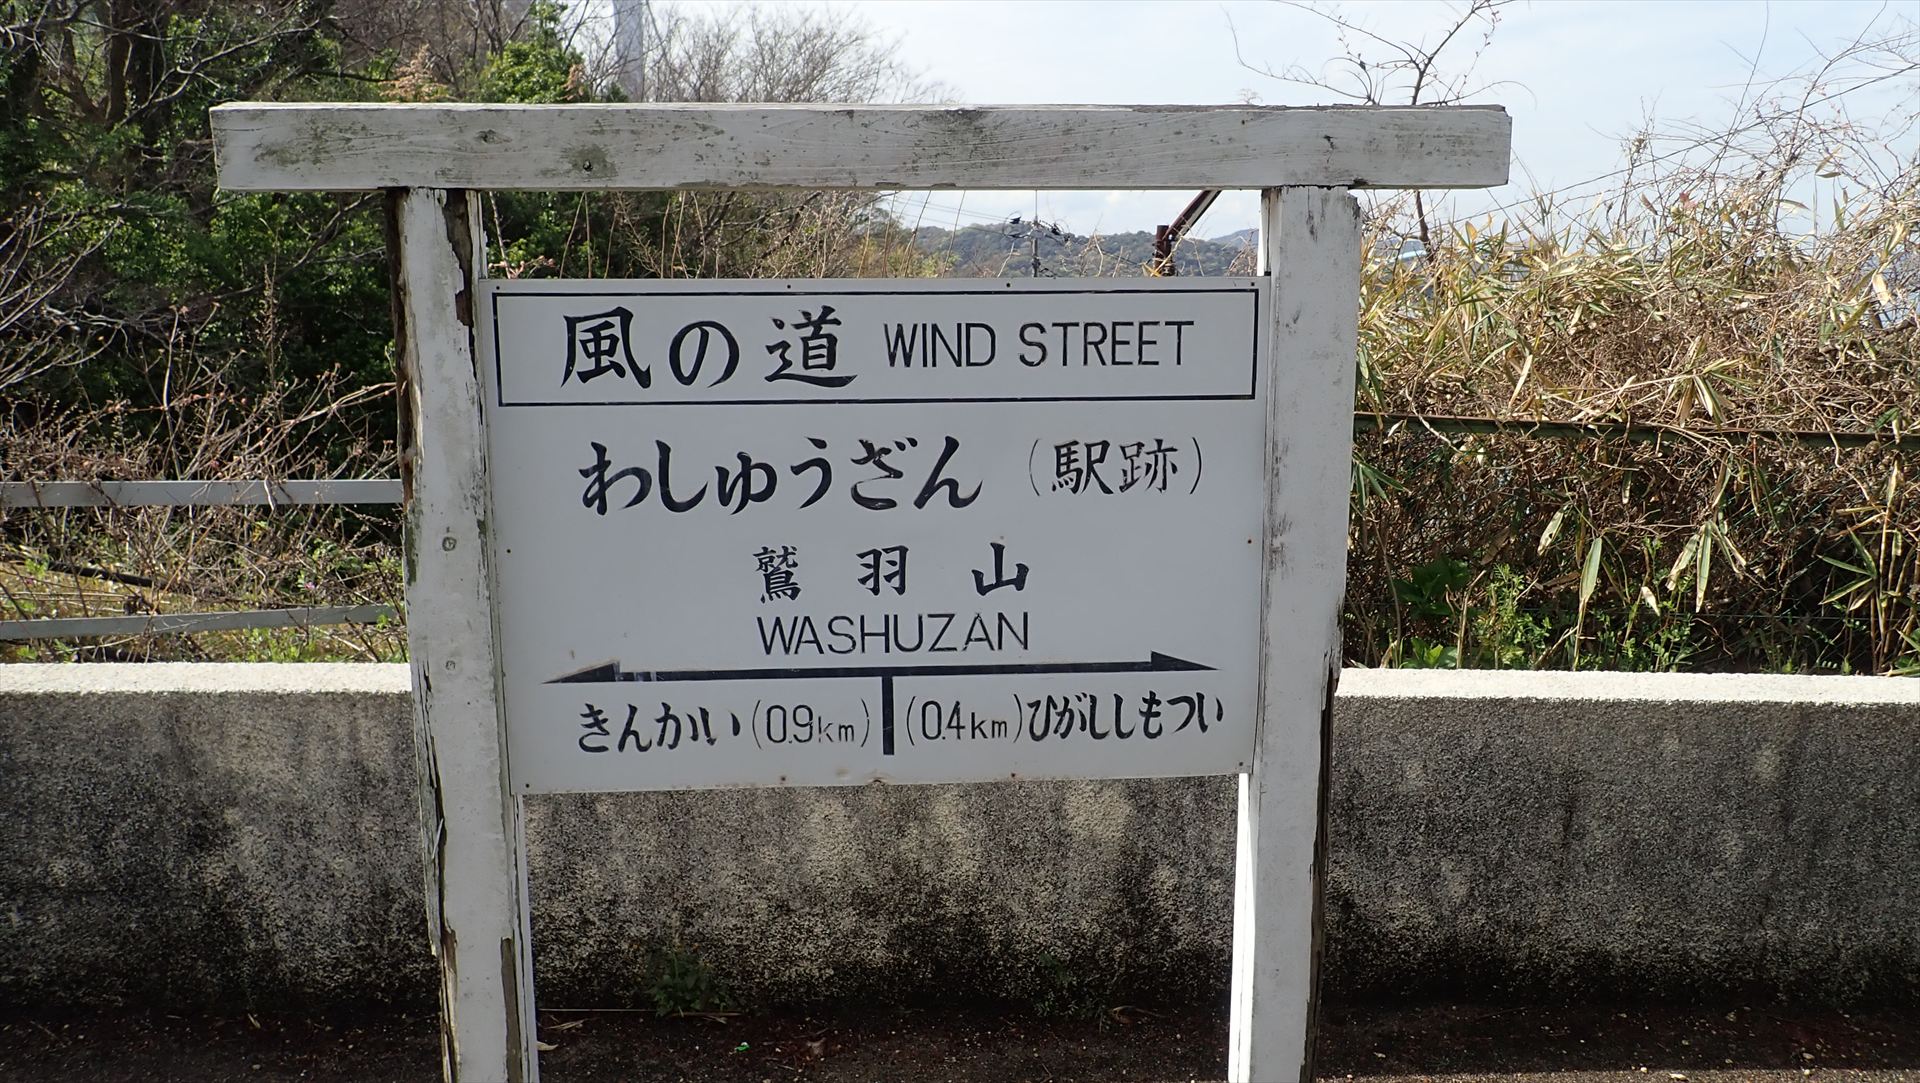 風の道 WIND STREET
わしゅうざん（駅跡）
鷲羽山
WASHUZAN
きんかい(0.9km) (0.4km)ひがししもつい